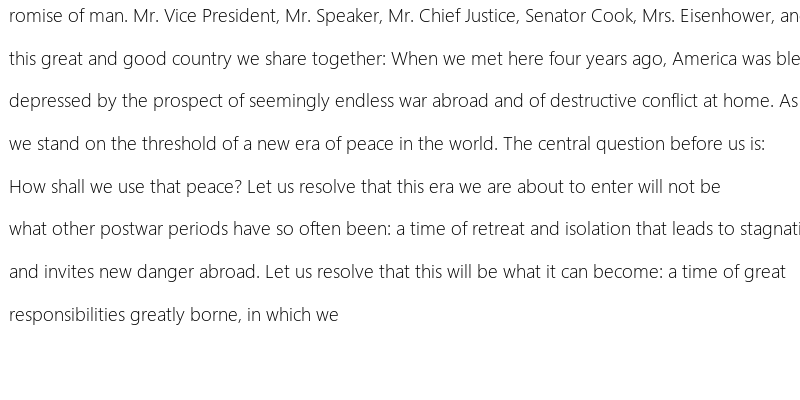 romise of man. Mr. Vice President, Mr. Speaker, Mr. Chief Justice, Senator Cook, Mrs. Eisenhower,
this great and good country we share together: When we met here four years ago, America was
depressed by the prospect of seemingly endless war abroad and of destructive conflict at home. As
we stand on the threshold of a new era of peace in the world. The central question before us is:
How shall we use that peace? Let us resolve that this era we are about to enter will not be
what other postwar periods have so often been: a time of retreat and isolation that leads to
and invites new danger abroad. Let us resolve that this will be what it can become: a time of great
responsibilities greatly borne, in which we